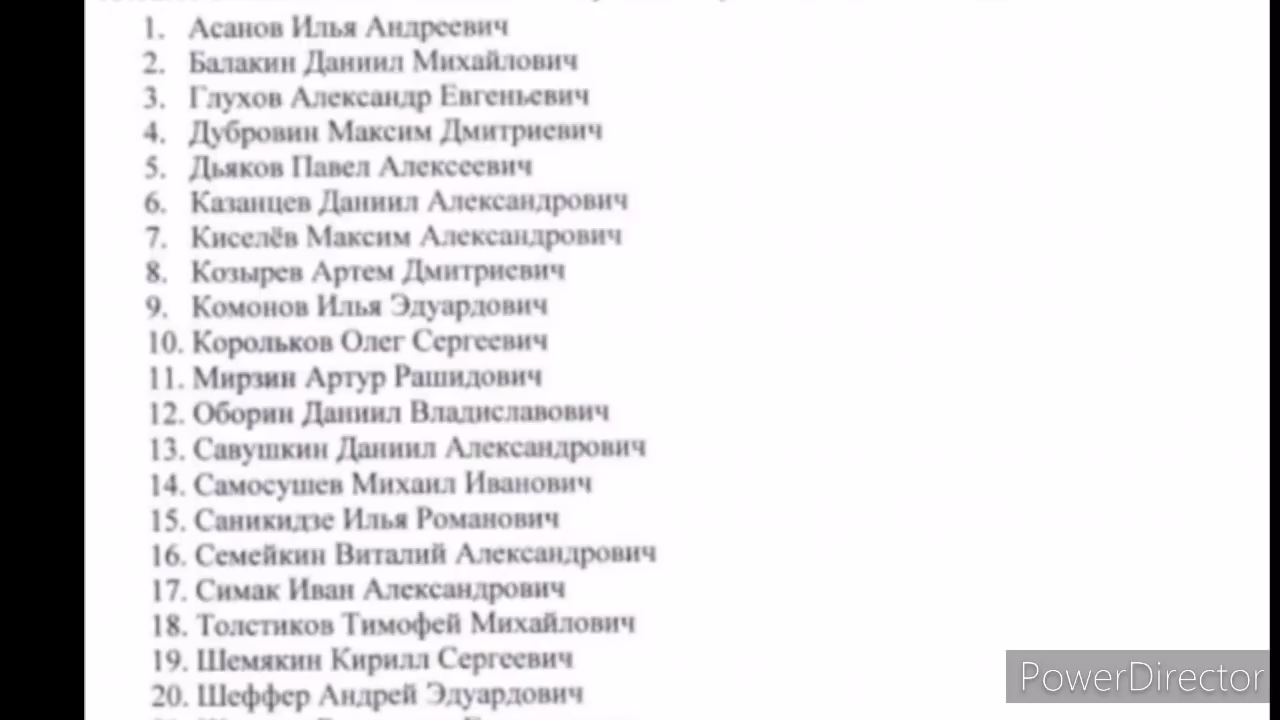 1. Асанов Илья Андреевич
2. Балакин Даниил Михайлович
3. Глухов Александр Евгеньевич
4. Дубровин Максим Дмитриевич
5. Дьяков Павел Алексеевич
6. Казанцев Даниил Александрович
7. Киселёв Максим Александрович
8. Козырев Артем Дмитриевич
9. Комонов Илья Эдуардович
10. Корольков Олег Сергеевич
11. Мирзин Артур Рашидович
12. Оборин Даниил Владиславович
13. Савушкин Даниил Александрович
14. Самосушев Михаил Иванович
15. Саникидзе Илья Романович
16. Семейкин Виталий Александрович
17. Симак Иван Александрович
18. Толстиков Тимофей Михайлович
19. Шемякин Кирилл Сергеевич
20. Шеффер Андрей Эдуардович
PowerDirector